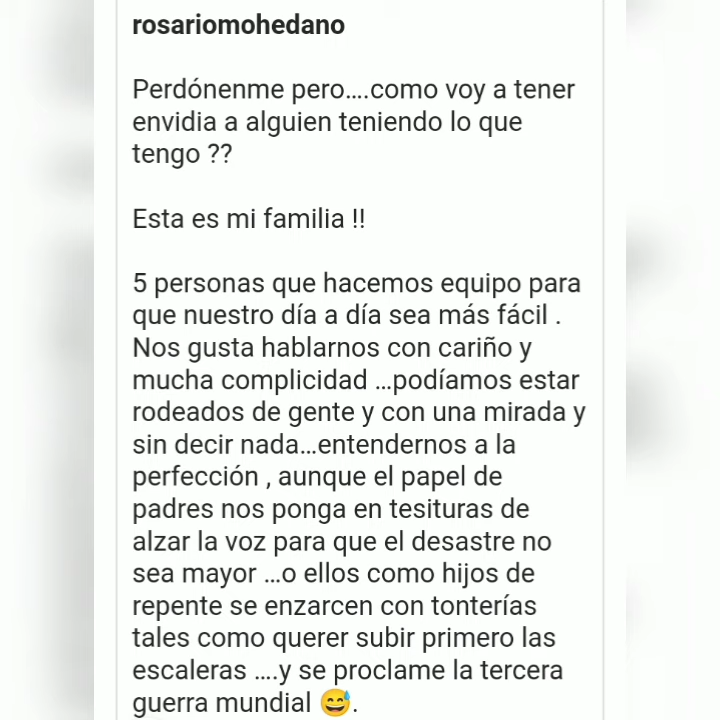 rosariomohedano
Perdónenme pero....como voy a tener
envidia a alguien teniendo lo que
tengo ??
Esta es mi familia !!
5 personas que hacemos equipo para
que nuestro día a día sea más fácil .
Nos gusta hablarnos con cariño y
mucha complicidad ...podíamos estar
rodeados de gente y con una mirada y
sin decir nada...entendernos a la
perfección , aunque el papel de
padres nos ponga en tesituras de
alzar la voz para que el desastre no
sea mayor ...o ellos como hijos de
repente se enzarcen con tonterías
tales como querer subir primero las
escaleras ....y se proclame la tercera
guerra mundial 😅.